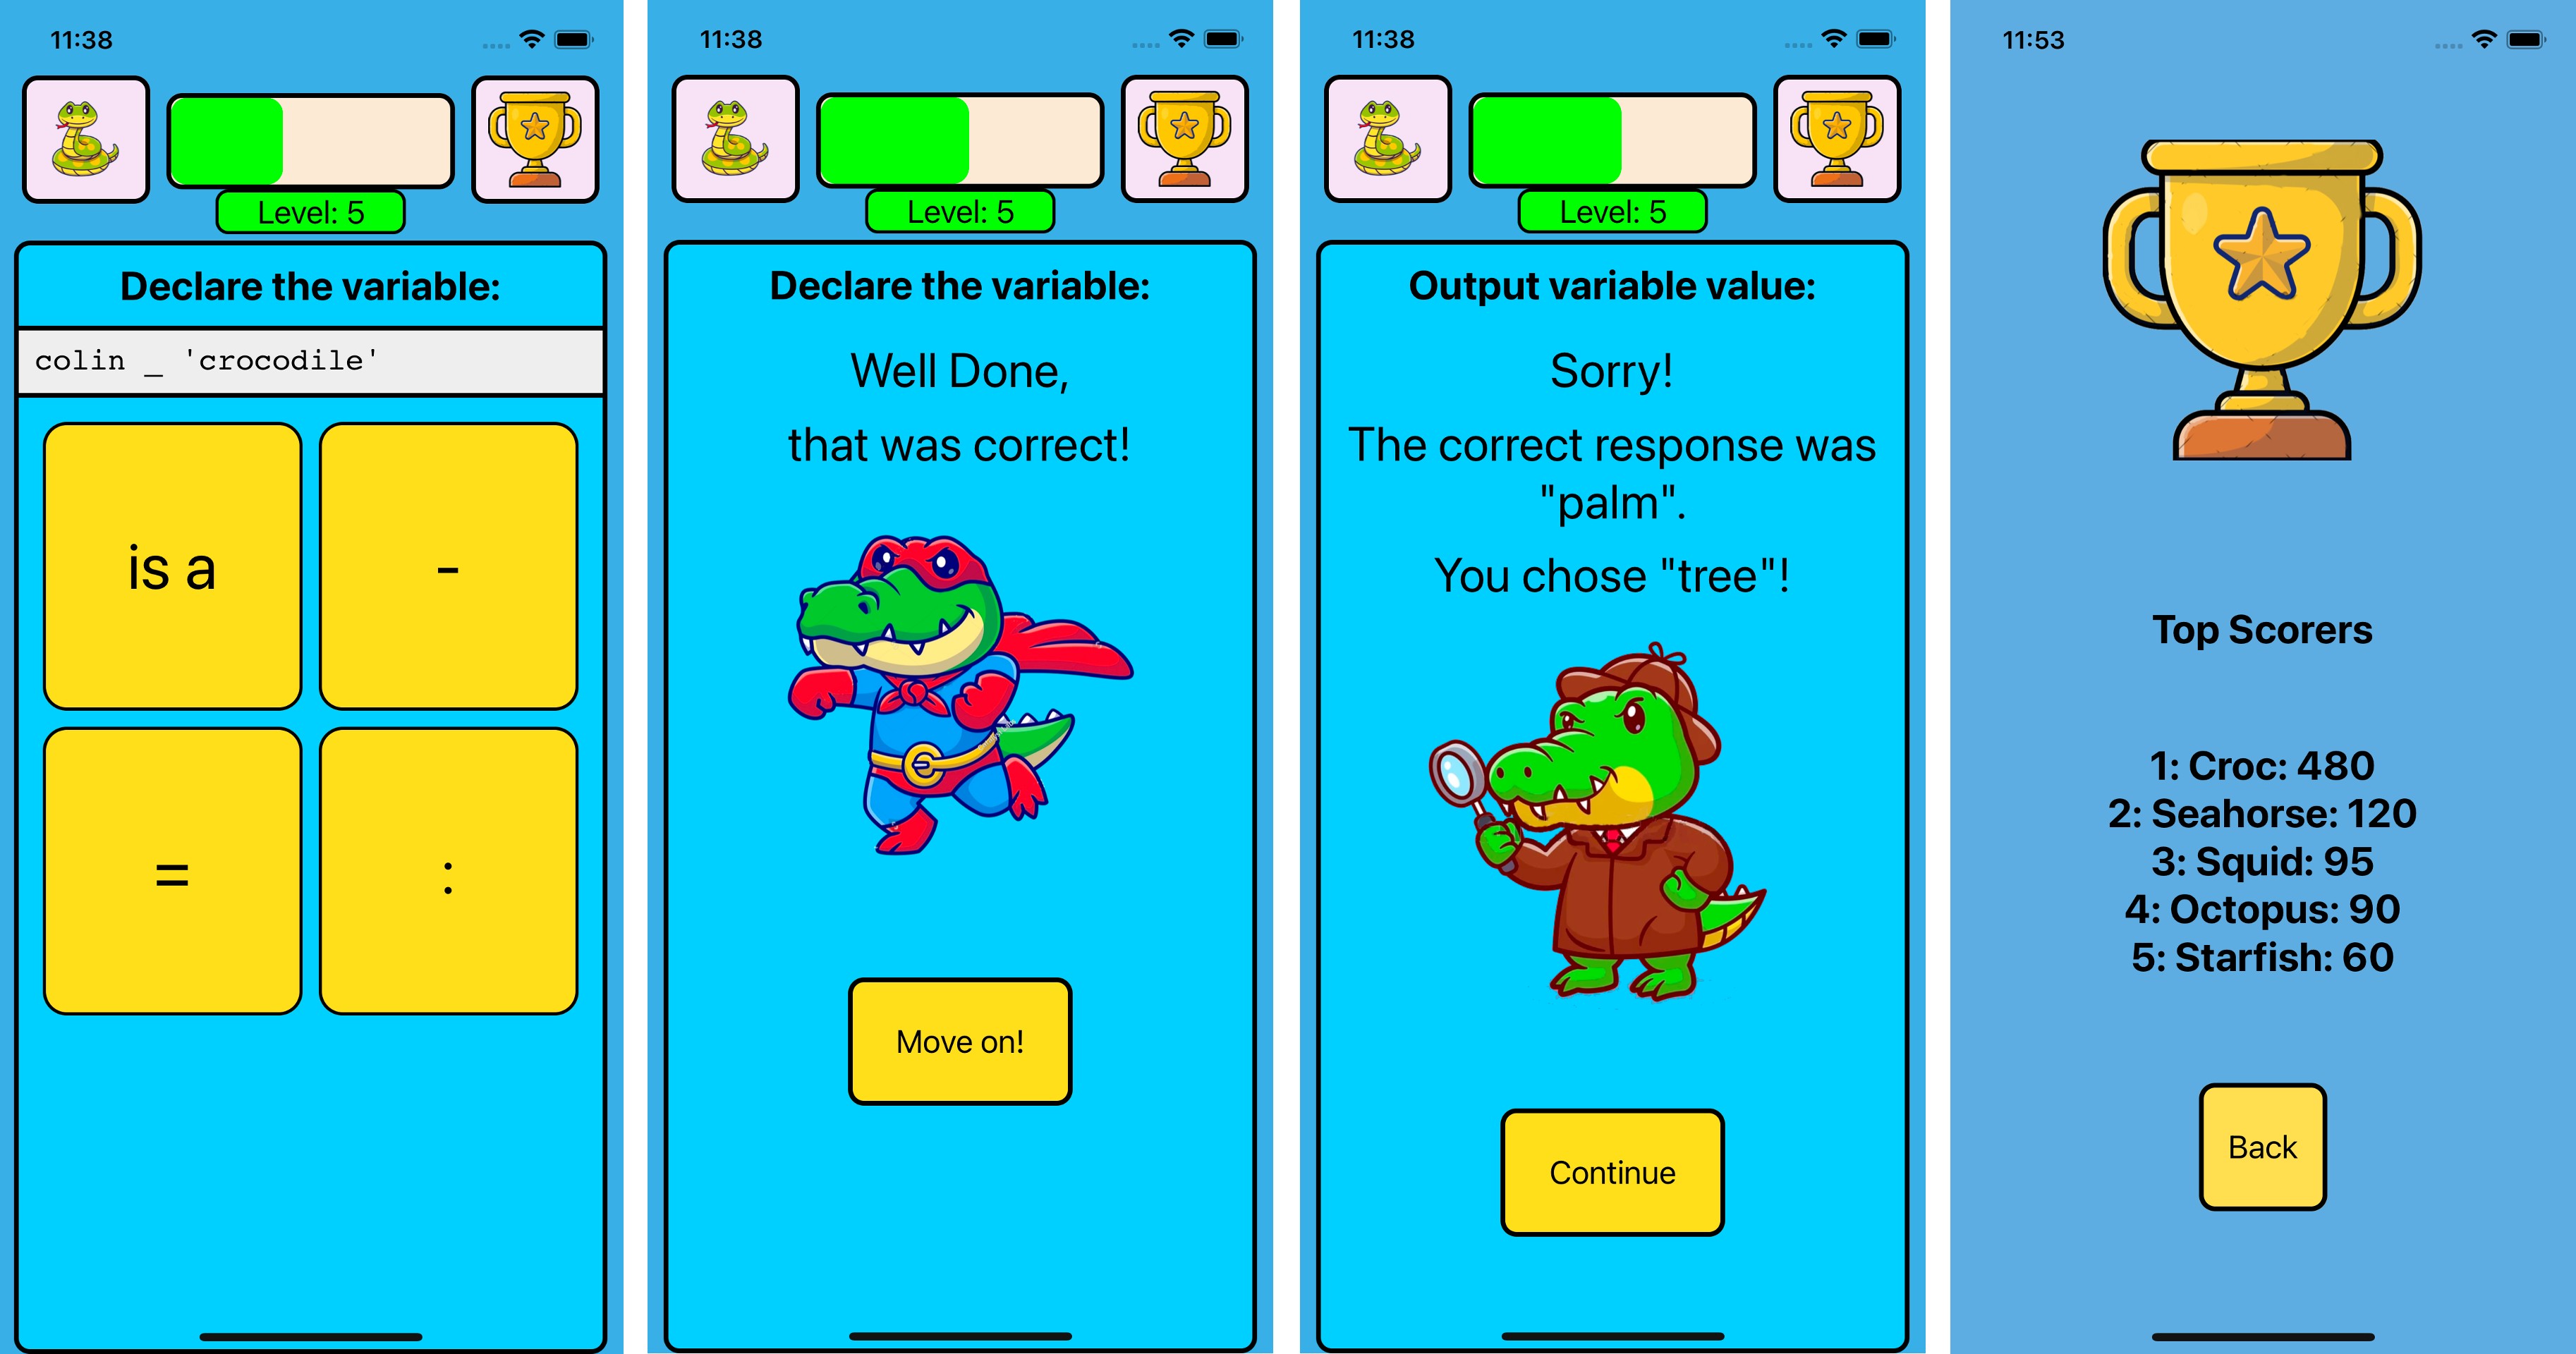 11:38
Level: 5
Declare the variable:
colin _ 'crocodile'
is a
-
=
:
11:38
Level: 5
Declare the variable:
Well Done,
that was correct!
Move on!
11:38
Level: 5
Output variable value:
Sorry!
The correct response was
"palm".
You chose "tree"!
Continue
11:53
Top Scorers
1: Croc: 480
2: Seahorse: 120
3: Squid: 95
4: Octopus: 90
5: Starfish: 60
Back